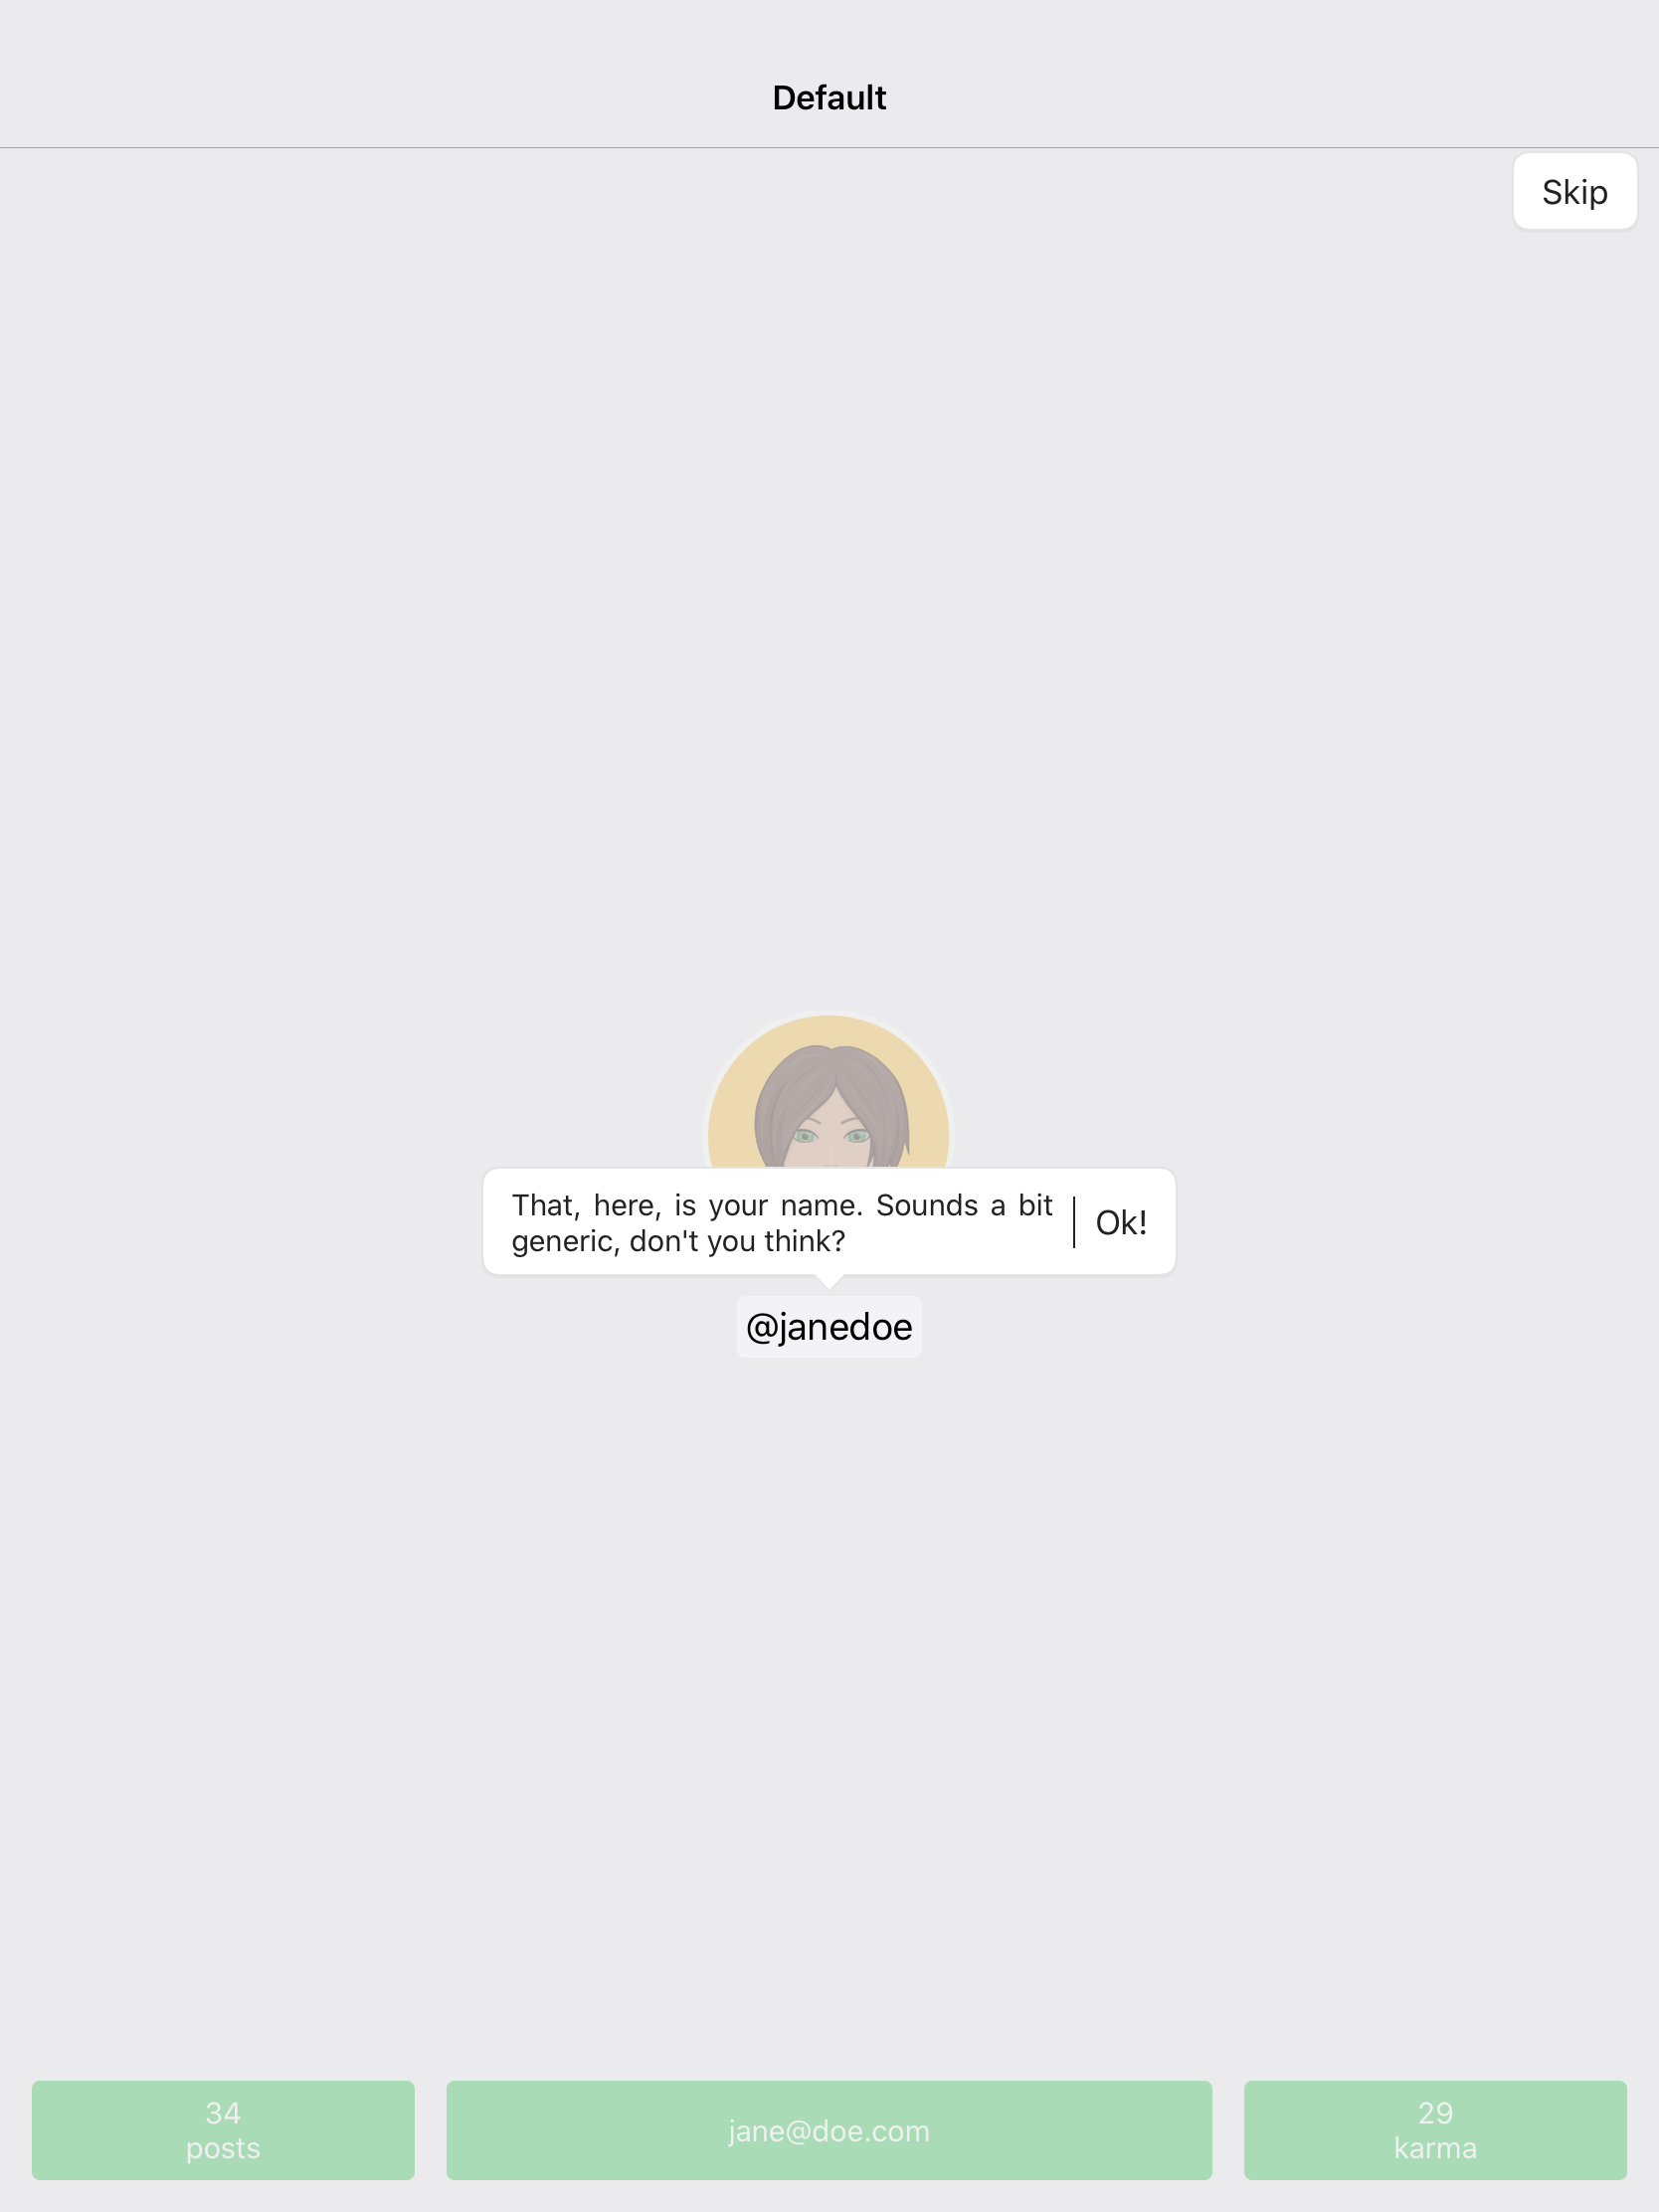 Default
Skip
That, here, is your name. Sounds a bit
generic, don't you think?
Ok!
@janedoe
34
posts
jane@doe.com
29
karma